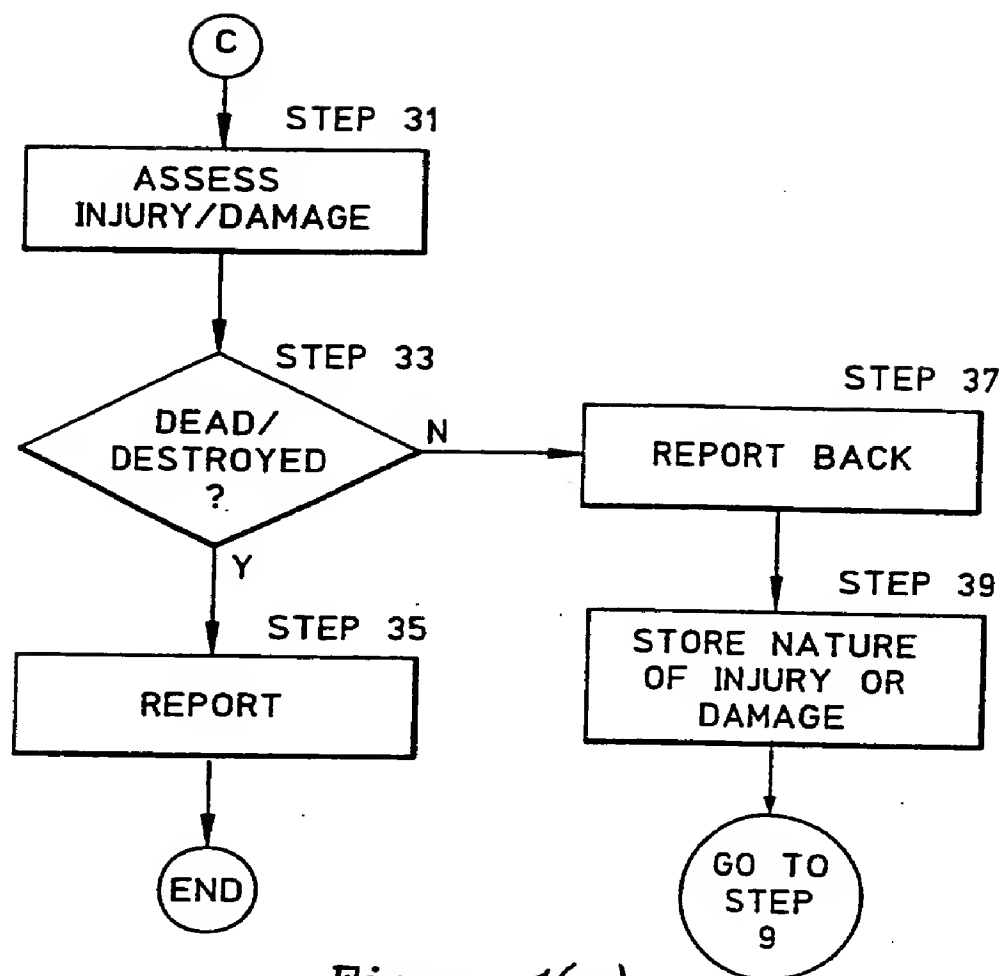 C
STEP 31
ASSESS
INJURY/DAMAGE
STEP 33
DEAD/
DESTROYED
?
N
Y
STEP 35
REPORT
END
STEP 37
REPORT BACK
STEP 39
STORE NATURE
OF INJURY OR
DAMAGE
GO TO
STEP
9